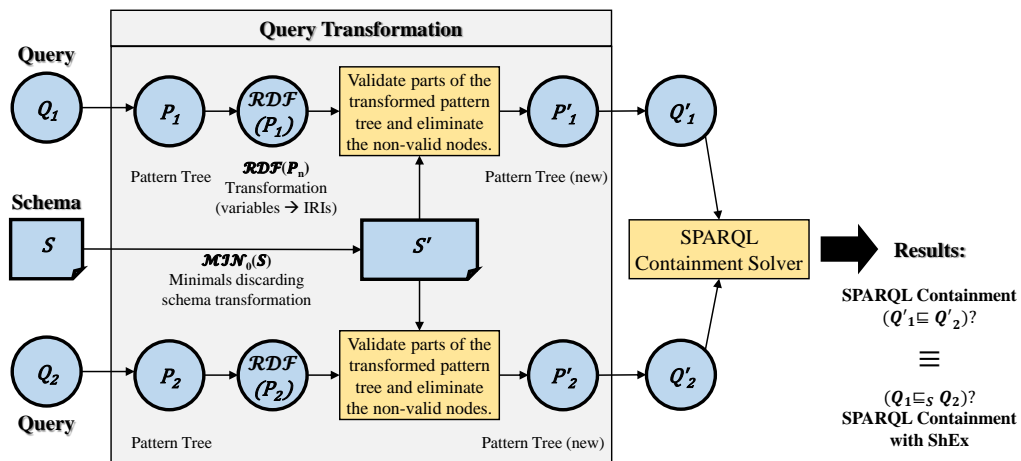 Query Transformation
Query
Q1
P1
RDF
(P1)
Validate parts of the
transformed pattern
tree and eliminate
the non-valid nodes.
P'1
Q'1
Pattern Tree
RDF(Pn)
Transformation
(variables → IRIs)
Pattern Tree (new)
Schema
S
MIN0(S)
Minimals discarding
schema transformation
S'
SPARQL
Containment Solver
Results:
SPARQL Containment
(Q'1 ⊑ Q'2)?
≡
(Q1 ⊑S Q2)?
SPARQL Containment
with ShEx
Q2
Query
P2
RDF
(P2)
Validate parts of the
transformed pattern
tree and eliminate
the non-valid nodes.
P'2
Q'2
Pattern Tree
Pattern Tree (new)